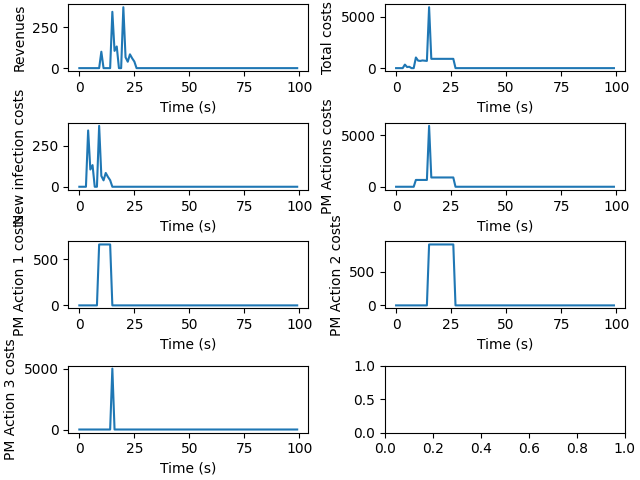 Revenues
250
0
0 25 50 75 100
Time (s)
Total costs
5000
0
0 25 50 75 100
Time (s)
New infection costs
250
0
0 25 50 75 100
Time (s)
PM Actions costs
5000
0
0 25 50 75 100
Time (s)
PM Action 1 costs
500
0
0 25 50 75 100
Time (s)
PM Action 2 costs
500
0
0 25 50 75 100
Time (s)
PM Action 3 costs
5000
0
0 25 50 75 100
Time (s)
1.0
0.5
0.0
0.0 0.2 0.4 0.6 0.8 1.0